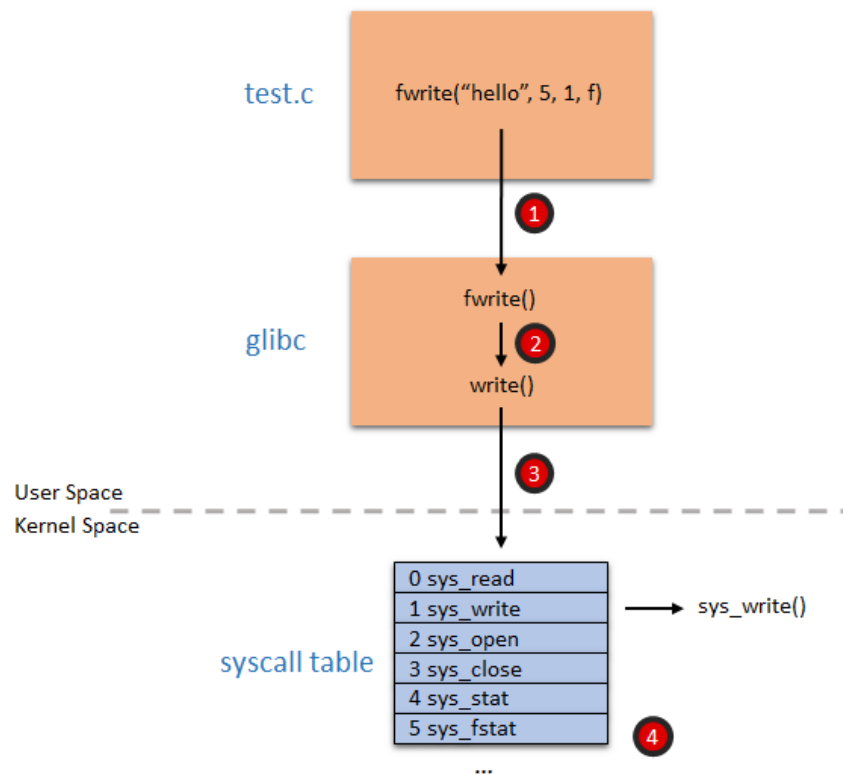 test.c
fwrite(“hello”, 5, 1, f)
1
fwrite()
glibc
2
write()
3
User Space
Kernel Space
0 sys_read
1 sys_write
sys_write()
2 sys_open
syscall table
3 sys_close
4 sys_stat
5 sys_fstat
4
...